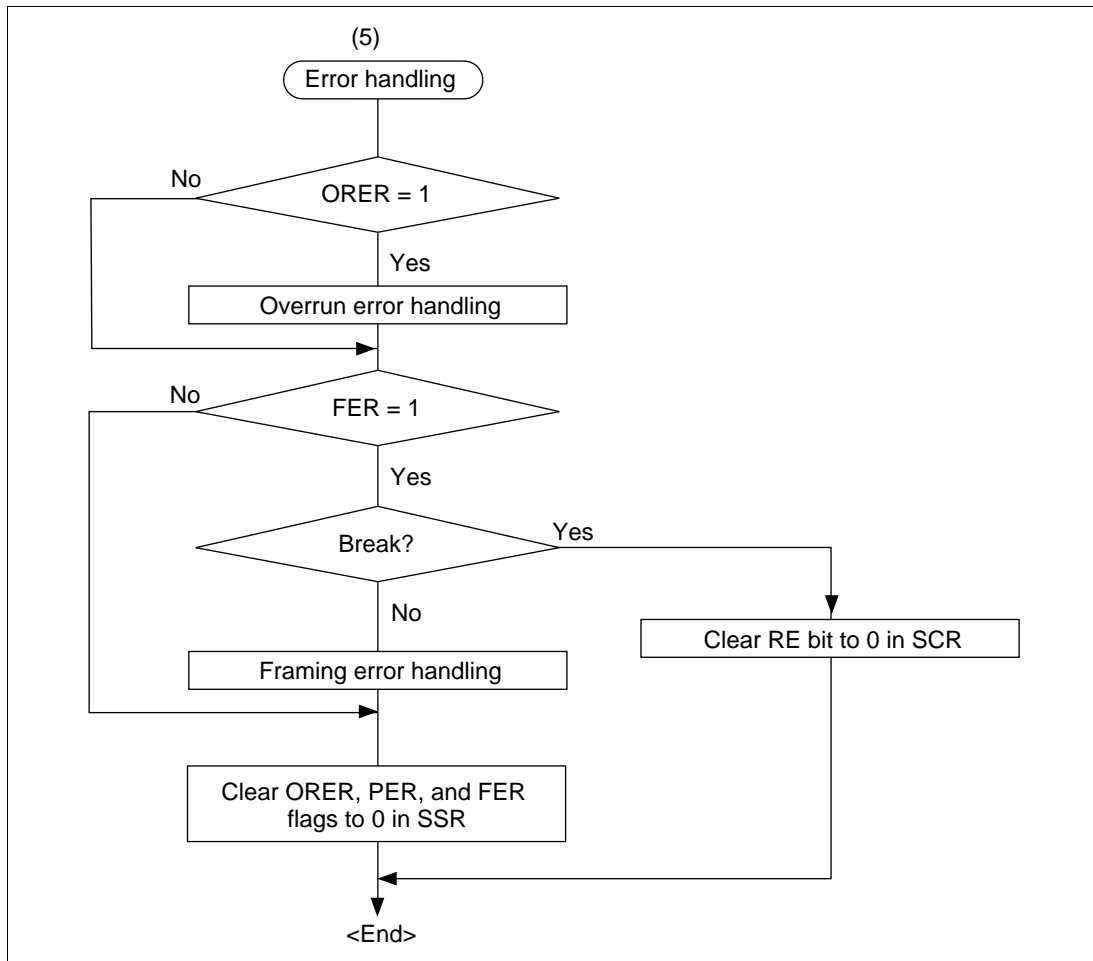 (5)
Error handling
No
ORER = 1
Yes
Overrun error handling
No
FER = 1
Yes
Break?
Yes
No
Clear RE bit to 0 in SCR
Framing error handling
Clear ORER, PER, and FER
flags to 0 in SSR
<End>